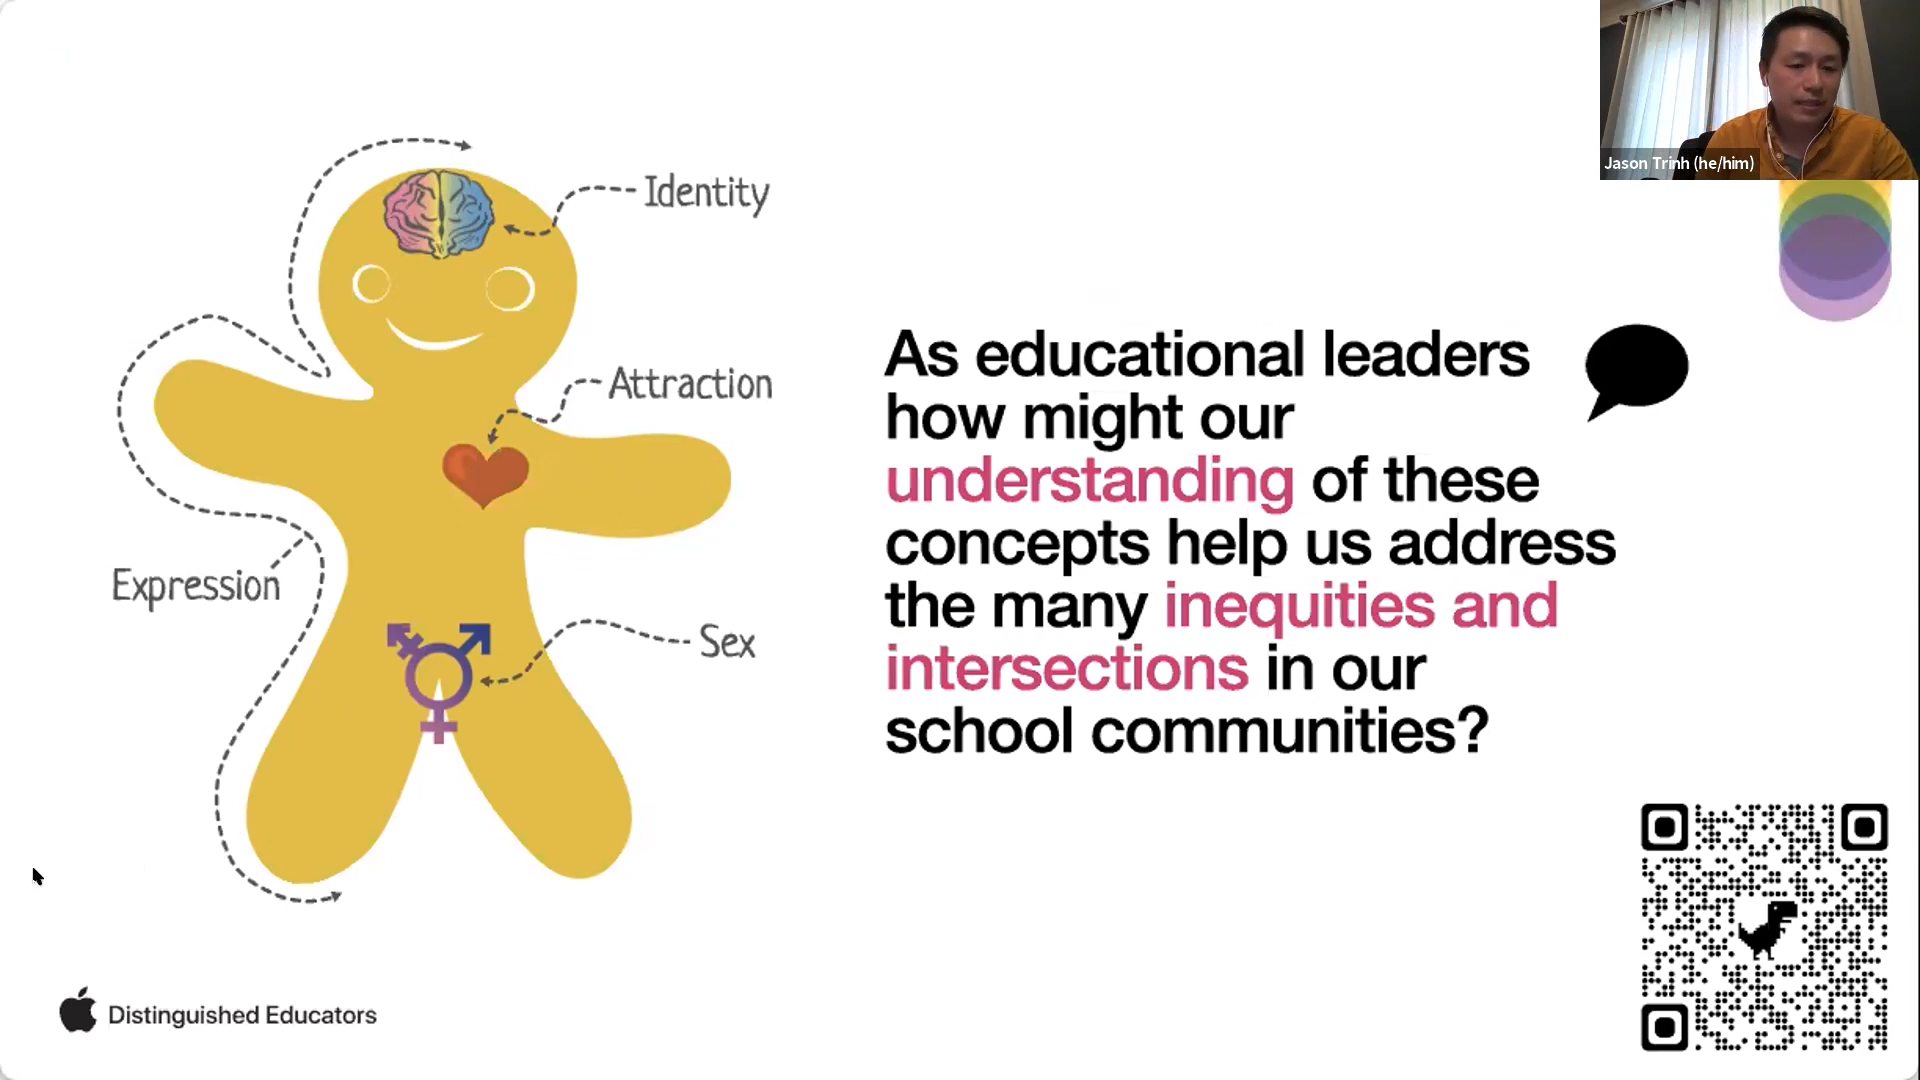 Jason Trinh (he/him)
Identity
Attraction
Expression
Sex
As educational leaders
how might our
understanding of these
concepts help us address
the many inequities and
intersections in our
school communities?
Distinguished Educators